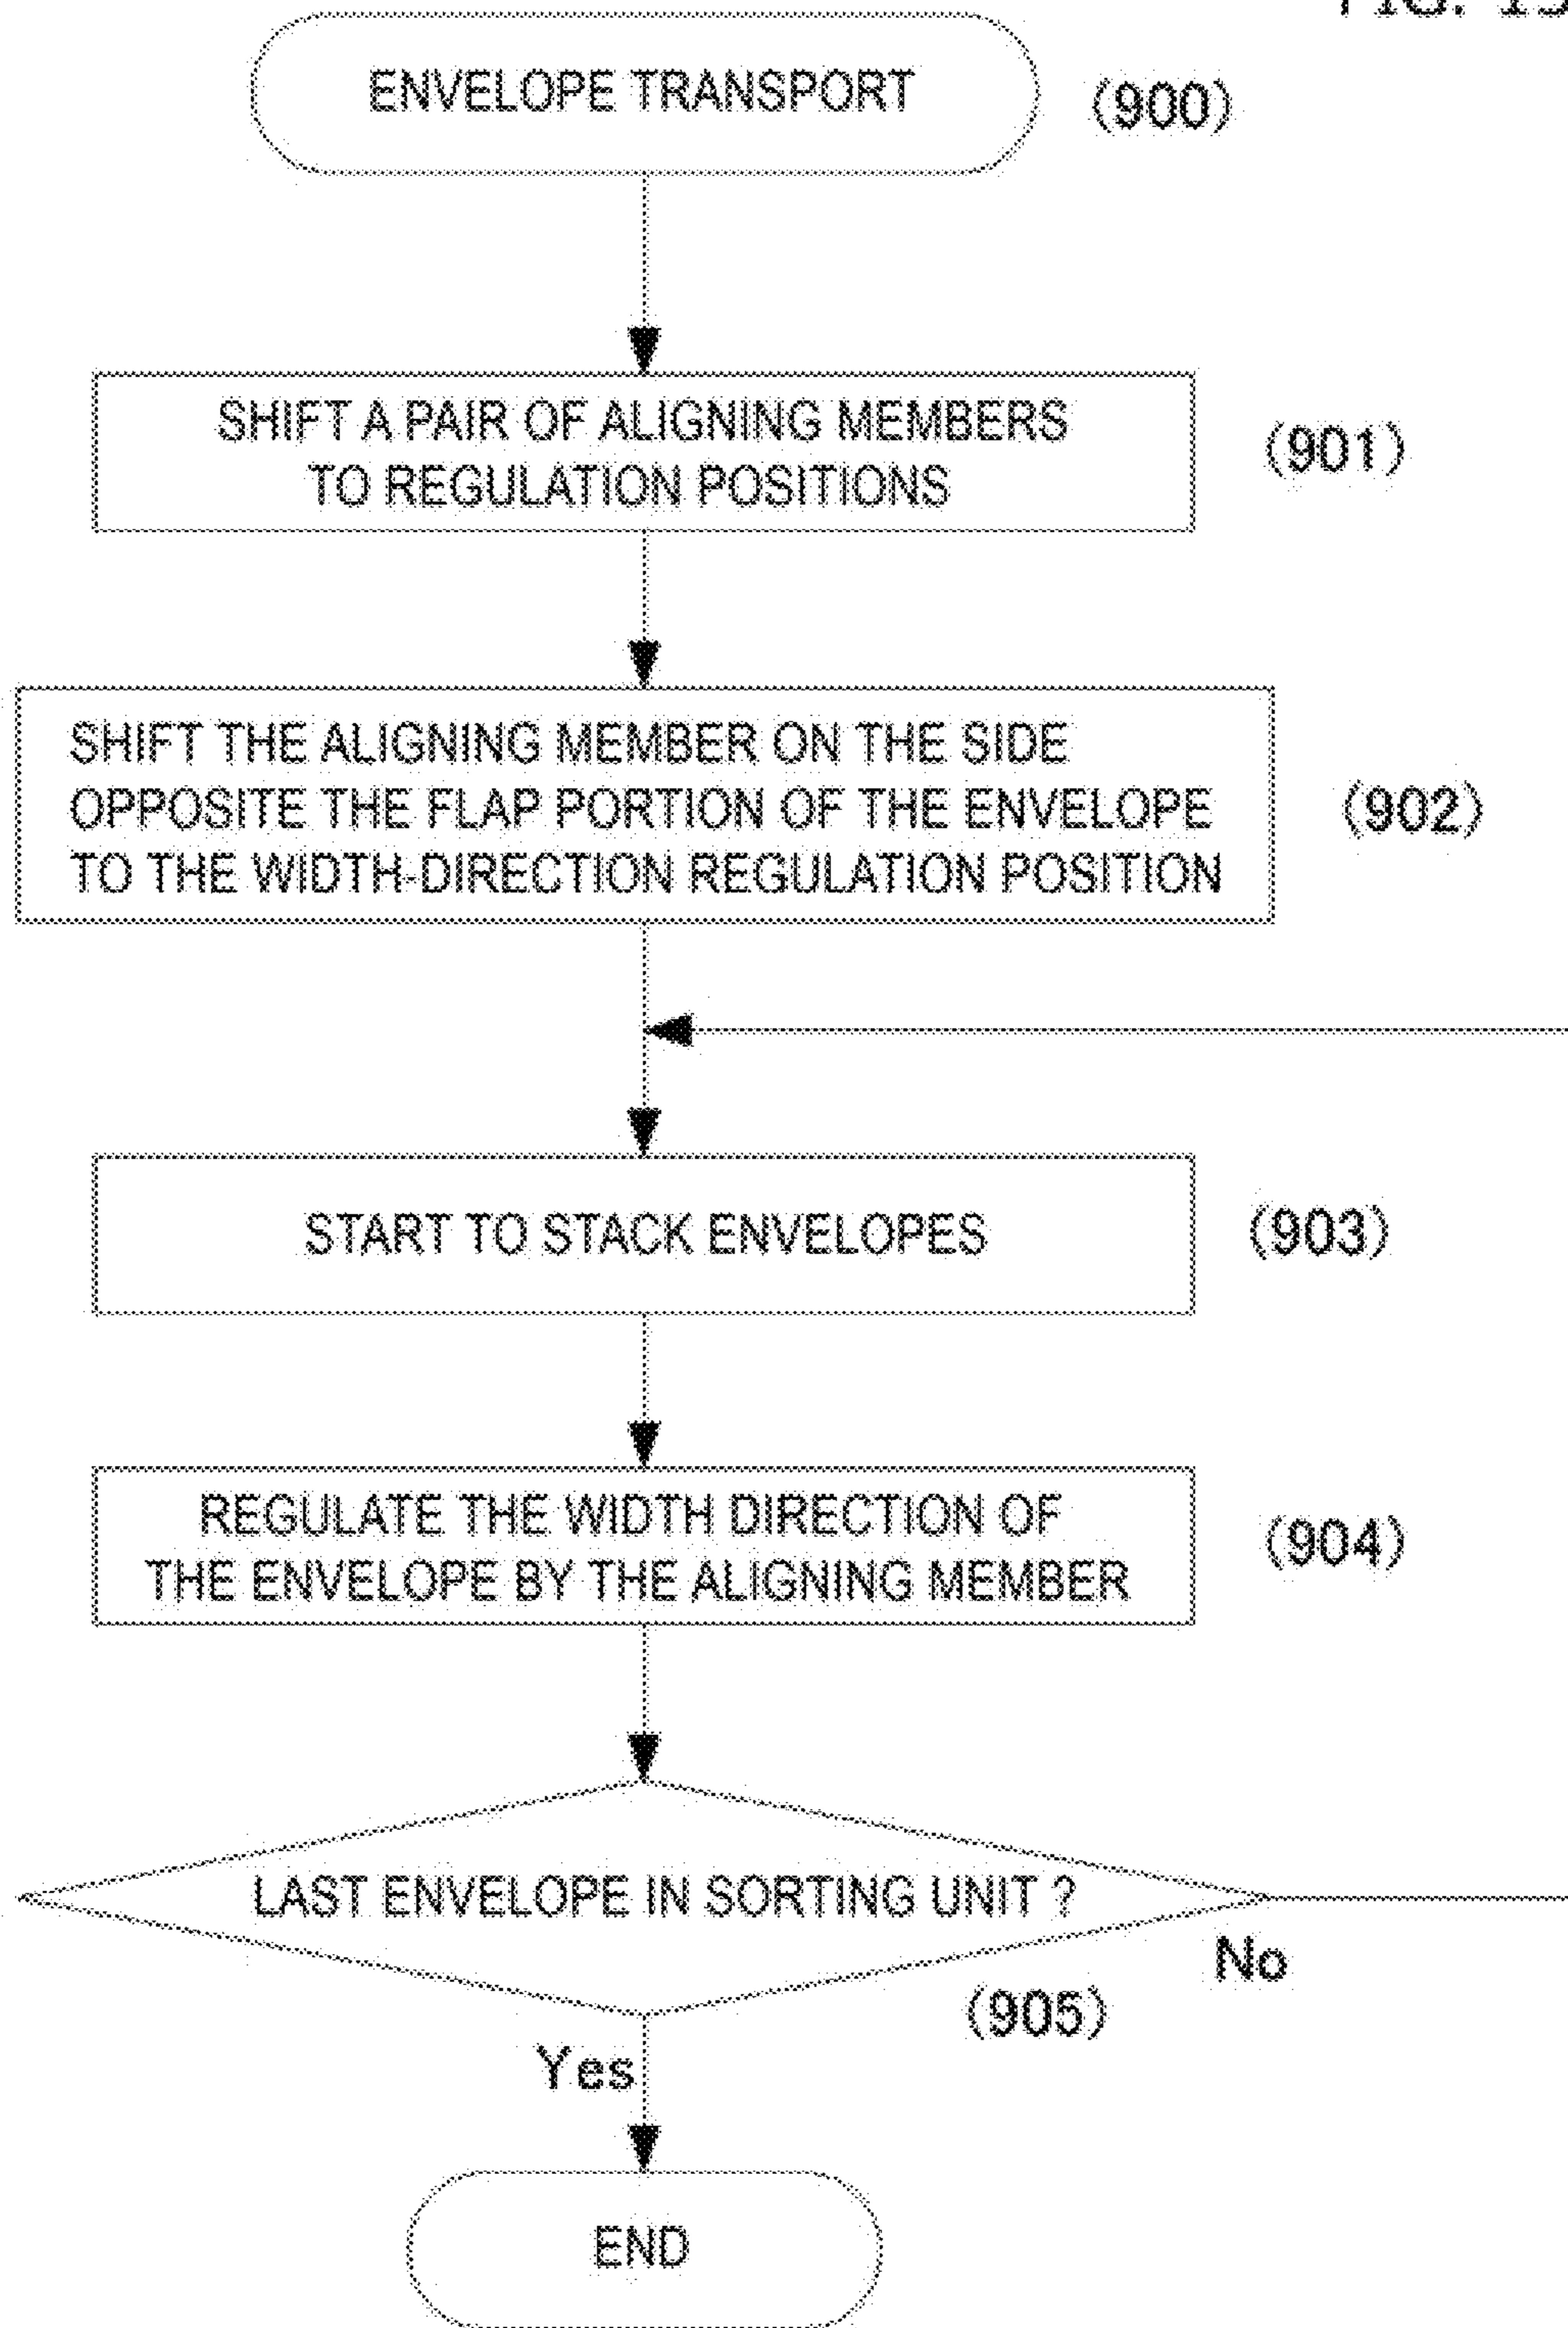 ENVELOPE TRANSPORT
(900)
SHIFT A PAIR OF ALIGNING MEMBERS
TO REGULATION POSITIONS
(901)
SHIFT THE ALIGNING MEMBER ON THE SIDE
OPPOSITE THE FLAP PORTION OF THE ENVELOPE
TO THE WIDTH-DIRECTION REGULATION POSITION
(902)
START TO STACK ENVELOPES
(903)
REGULATE THE WIDTH DIRECTION OF
THE ENVELOPE BY THE ALIGNING MEMBER
(904)
LAST ENVELOPE IN SORTING UNIT ?
No
(905)
Yes
END